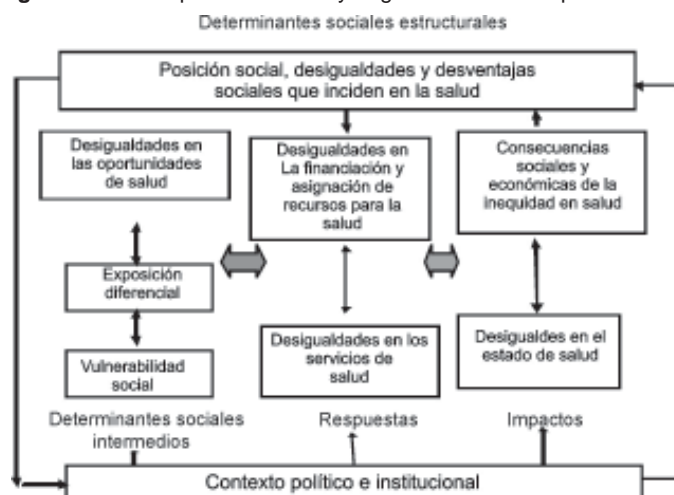 Determinantes sociales estructurales
Posición social, desigualdades y desventajas
sociales que inciden en la salud
Desigualdades en
las oportunidades
de salud
Desigualdades en
La financiación y
asignación de
recursos para la
salud
Consecuencias
sociales y
económicas de la
inequidad en salud
Exposición
diferencial
Vulnerabilidad
social
Desigualdades en los
servicios de
salud
Desigualdes en el
estado de salud
Determinantes sociales
intermedios
Respuestas
Impactos
Contexto político e institucional